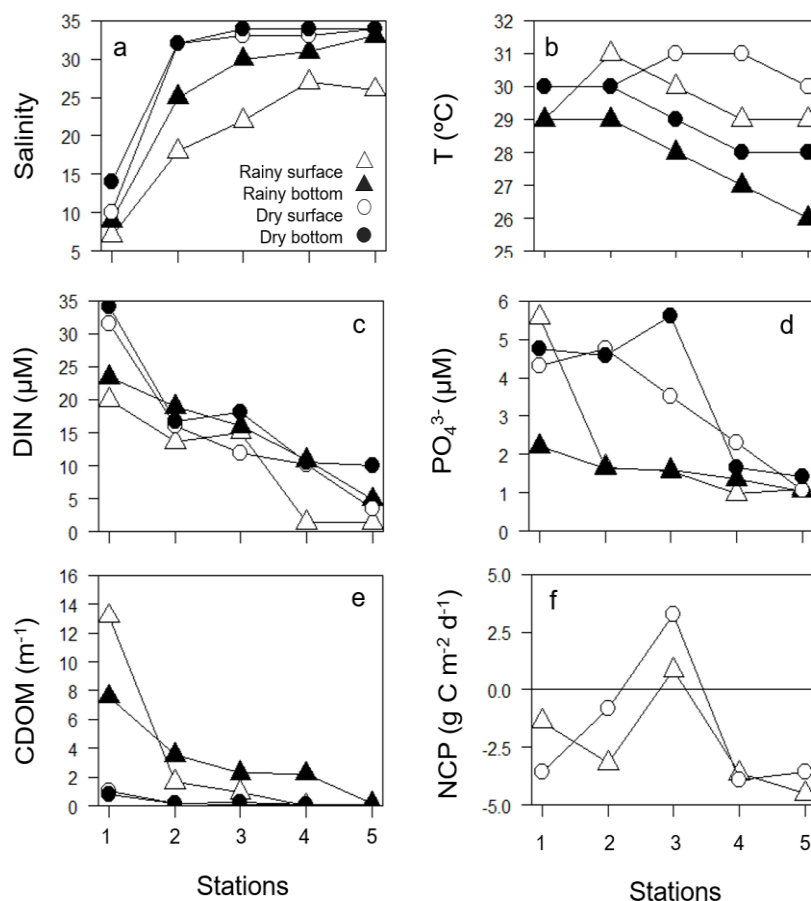 35
30
25
20
15
10
5
Salinity
a
Rainy surface
Rainy bottom
Dry surface
Dry bottom
32
31
30
29
28
27
26
25
T (ºC)
b
35
30
25
20
15
10
5
0
DIN (µM)
c
6
5
4
3
2
1
0
PO₄³⁻ (µM)
d
16
14
12
10
8
6
4
2
0
CDOM (m⁻¹)
e
1 2 3 4 5
Stations
5.0
2.5
0.0
-2.5
-5.0
NCP (g C m⁻² d⁻¹)
f
1 2 3 4 5
Stations